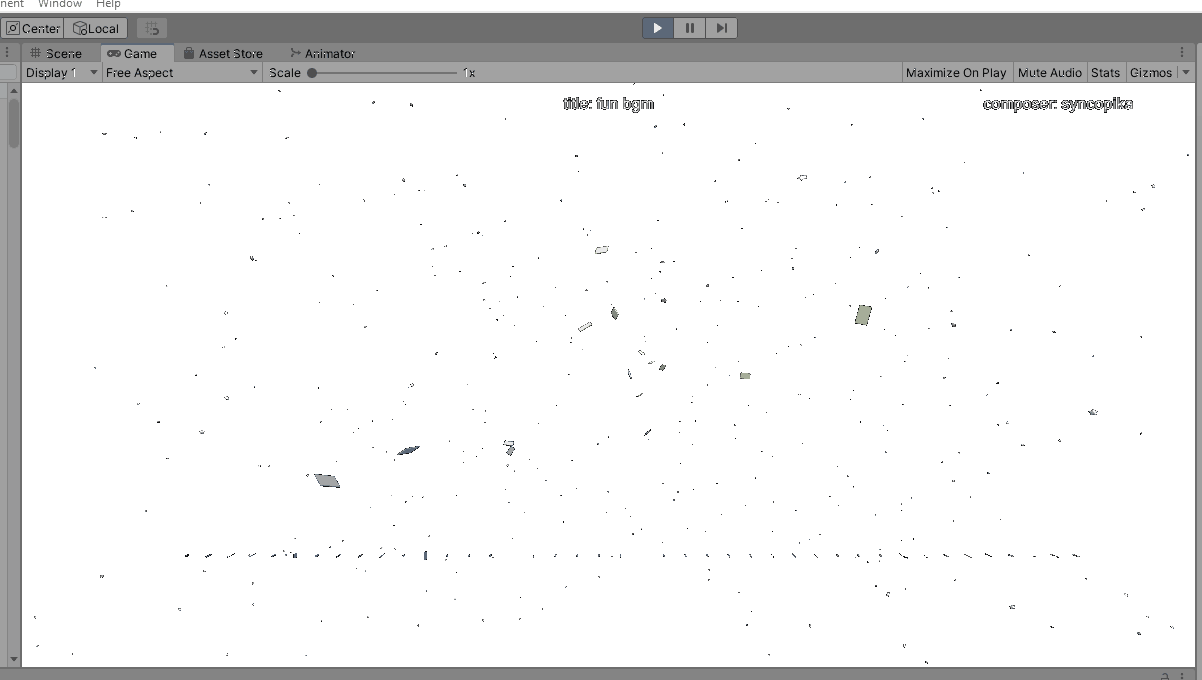 nent Window Help
Center Local
Scene Game Asset Store Animator
Display 1 Free Aspect Scale 1x Maximize On Play Mute Audio Stats Gizmos
title: fun bgm composer: syncopika